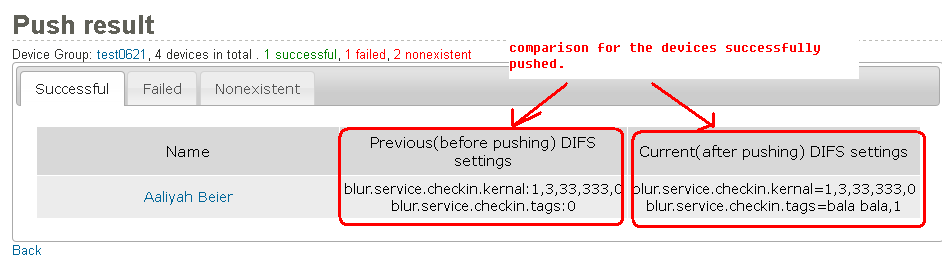 Push result
Device Group: test0621, 4 devices in total . 1 successful, 1 failed, 2 nonexistent
comparison for the devices successfully
pushed.
Successful Failed Nonexistent
Name
Previous(before pushing) DIFS
settings
Current(after pushing) DIFS settings
Aaliyah Beier
blur.service.checkin.kernal:1,3,33,333,0
blur.service.checkin.tags:0
blur.service.checkin.kernal=1,3,33,333,0
blur.service.checkin.tags=bala bala,1
Back